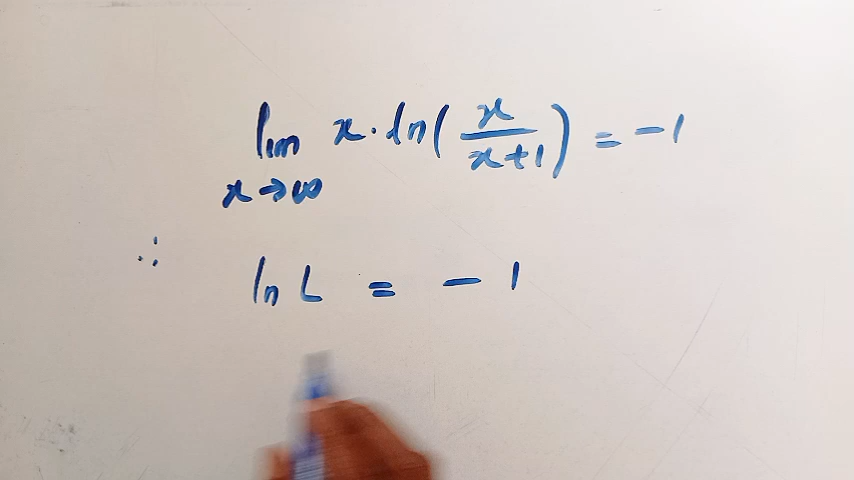 lim x→∞ x · ln( x/(x+1) ) = -1
∴ ln L = - 1